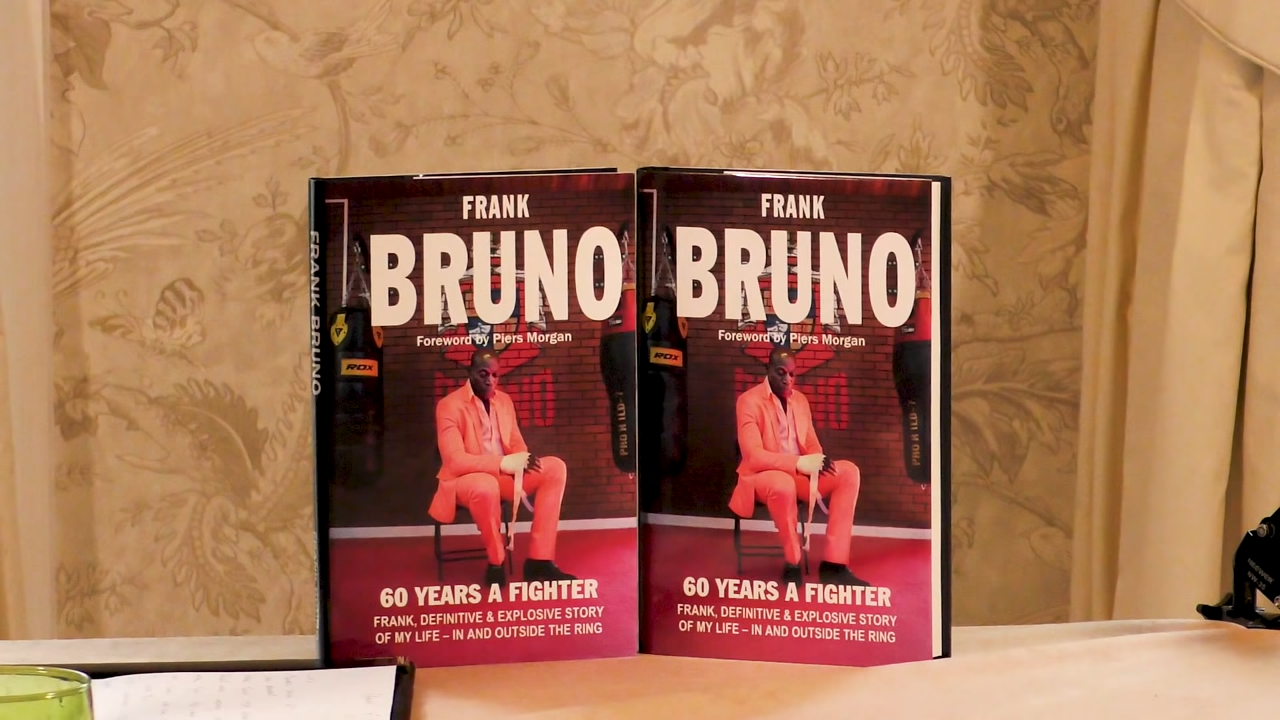 FRANK BRUNO
FRANK
BRUNO
Foreword by Piers Morgan
RDX
60 YEARS A FIGHTER
FRANK, DEFINITIVE & EXPLOSIVE STORY
OF MY LIFE – IN AND OUTSIDE THE RING
FRANK
BRUNO
Foreword by Piers Morgan
RDX
60 YEARS A FIGHTER
FRANK, DEFINITIVE & EXPLOSIVE STORY
OF MY LIFE – IN AND OUTSIDE THE RING